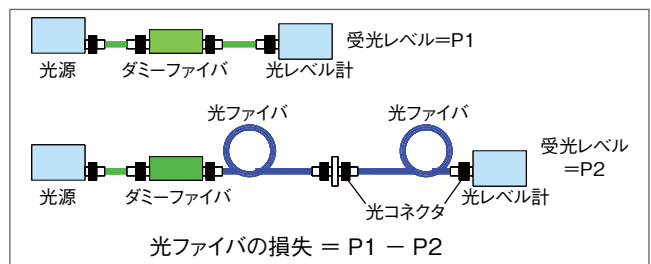 受光レベル＝P1
光源
ダミーファイバ
光レベル計
光ファイバ
光ファイバ
受光レベル
＝P2
光源
ダミーファイバ
光コネクタ
光レベル計
光ファイバの損失 ＝ P1 － P2